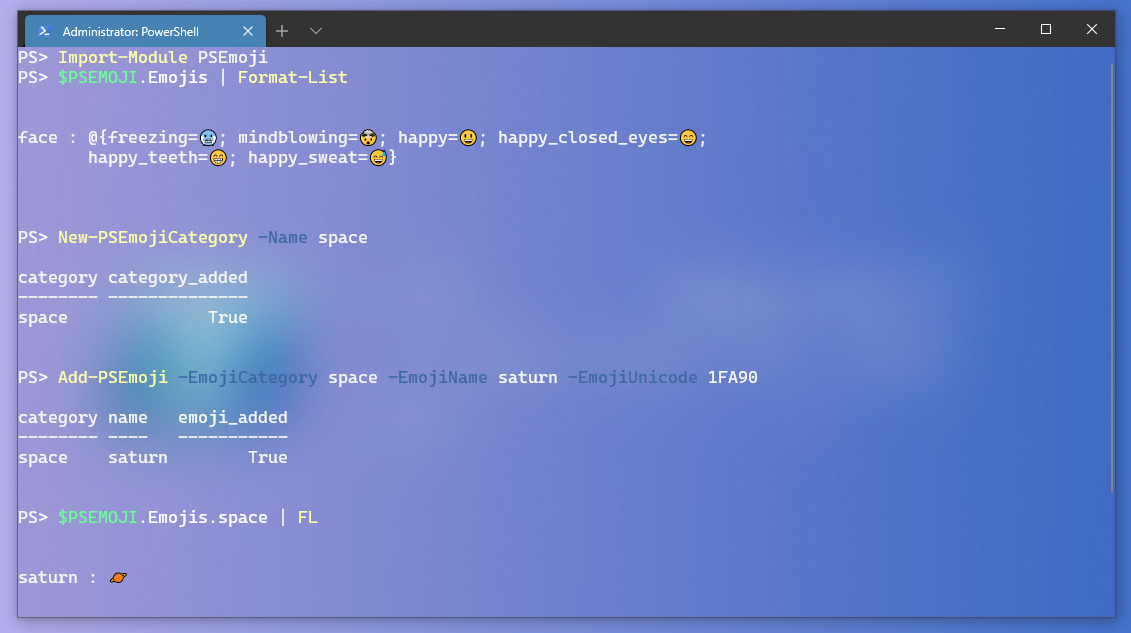 Administrator: PowerShell
PS> Import-Module PSEmoji
PS> $PSEMOJI.Emojis | Format-List
face : @{freezing=🥶; mindblowing=🤯; happy=😃; happy_closed_eyes=😄;
happy_teeth=😁; happy_sweat=😅}
PS> New-PSEmojiCategory -Name space
category category_added
-------- --------------
space              True
PS> Add-PSEmoji -EmojiCategory space -EmojiName saturn -EmojiUnicode 1FA90
category name   emoji_added
-------- ----   -----------
space    saturn        True
PS> $PSEMOJI.Emojis.space | FL
saturn : 🪐